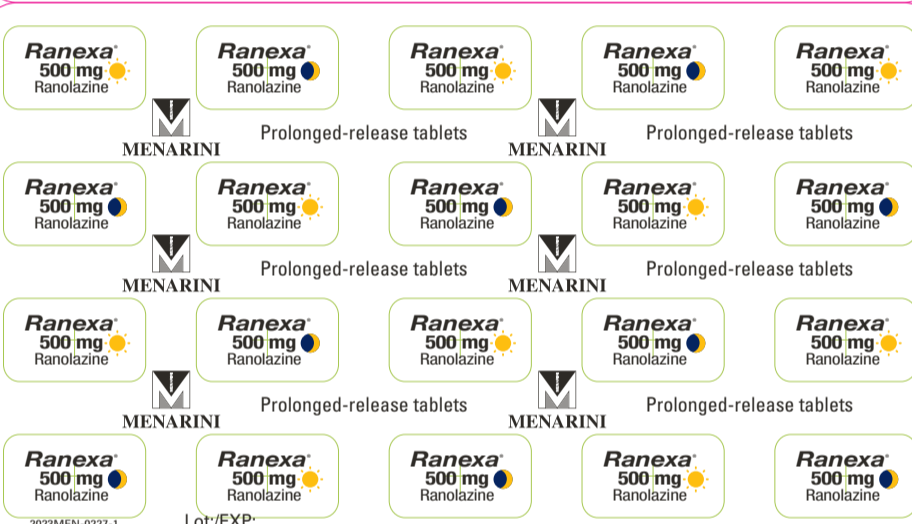 Ranexa® Ranexa® Ranexa® Ranexa® Ranexa®
500 mg 500 mg 500 mg 500 mg 500 mg
Ranolazine Ranolazine Ranolazine Ranolazine Ranolazine
MENARINI Prolonged-release tablets MENARINI Prolonged-release tablets
Ranexa® Ranexa® Ranexa® Ranexa® Ranexa®
500 mg 500 mg 500 mg 500 mg 500 mg
Ranolazine Ranolazine Ranolazine Ranolazine Ranolazine
MENARINI Prolonged-release tablets MENARINI Prolonged-release tablets
Ranexa® Ranexa® Ranexa® Ranexa® Ranexa®
500 mg 500 mg 500 mg 500 mg 500 mg
Ranolazine Ranolazine Ranolazine Ranolazine Ranolazine
MENARINI Prolonged-release tablets MENARINI Prolonged-release tablets
Ranexa® Ranexa® Ranexa® Ranexa® Ranexa®
500 mg 500 mg 500 mg 500 mg 500 mg
Ranolazine Ranolazine Ranolazine Ranolazine Ranolazine
Lot:/EXP: